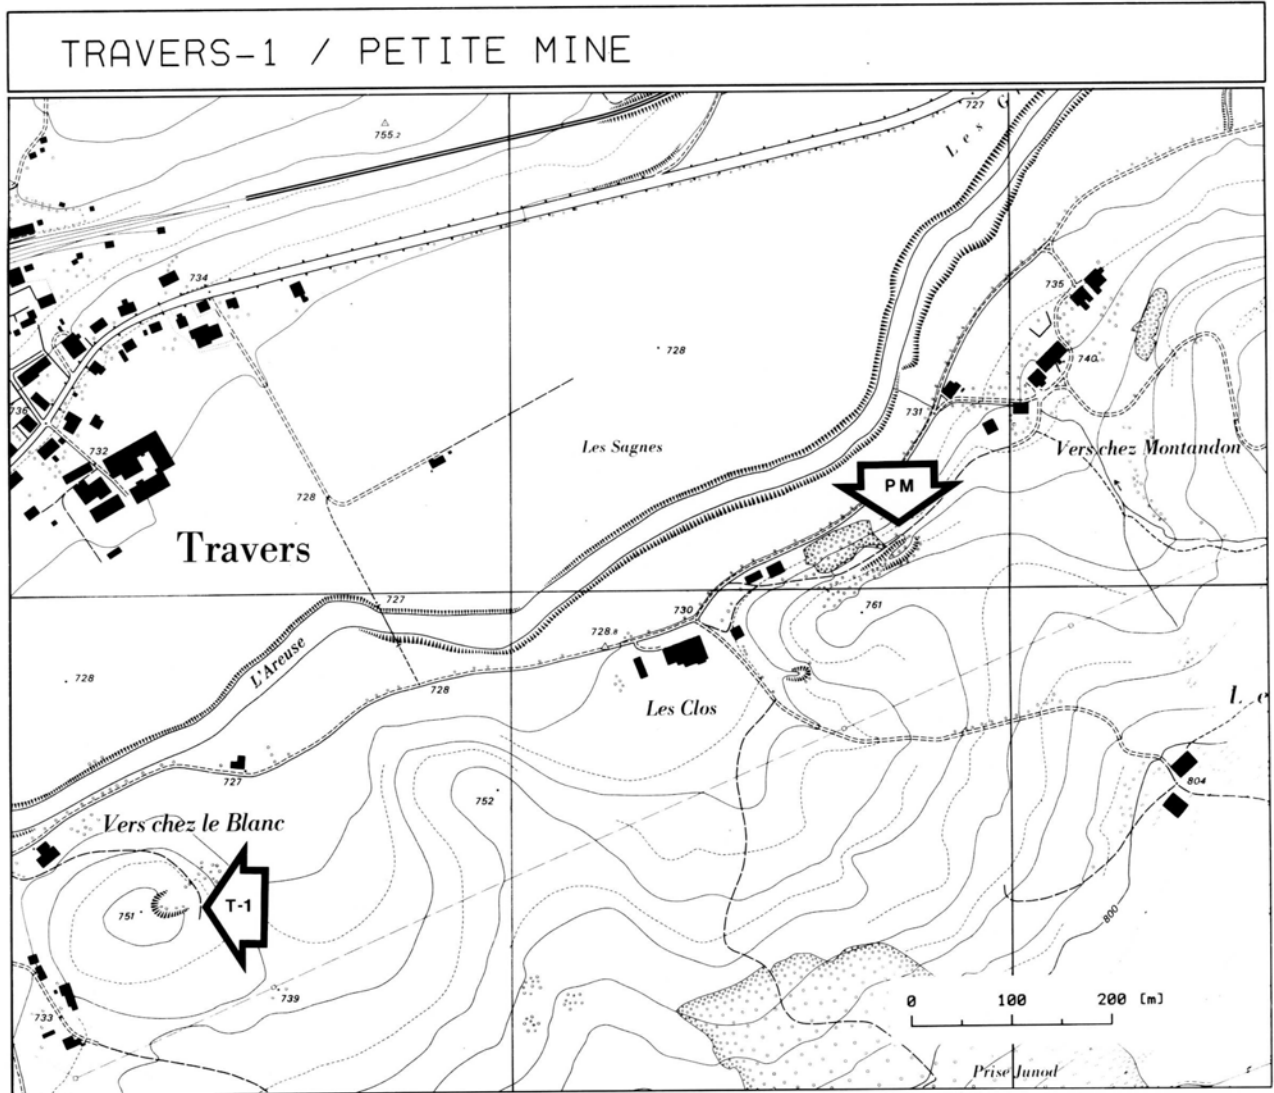 TRAVERS-1 / PETITE MINE
727
755.2
Les G
734
735
728
740
736
731
732
Les Sagnes
Vers chez Montandon
728
PM
Travers
727
730
761
728.8
L'Areuse
728
728
Les Clos
Le
727
752
804
Vers chez le Blanc
751
T-1
800
739
0 100 200 [m]
733
Prise Junod